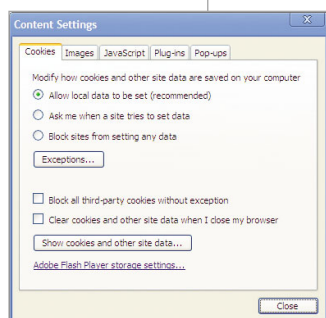 Content Settings
X
Cookies Images JavaScript Plug-ins Pop-ups
Modify how cookies and other site data are saved on your computer
Allow local data to be set (recommended)
Ask me when a site tries to set data
Block sites from setting any data
Exceptions...
Block all third-party cookies without exception
Clear cookies and other site data when I close my browser
Show cookies and other site data...
Adobe Flash Player storage settings...
Close